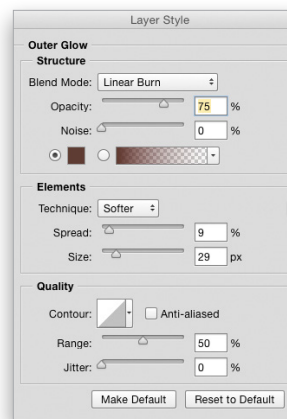 Layer Style
Outer Glow
Structure
Blend Mode: Linear Burn
Opacity: 75 %
Noise: 0 %
Elements
Technique: Softer
Spread: 9 %
Size: 29 px
Quality
Contour: Anti-aliased
Range: 50 %
Jitter: 0 %
Make Default Reset to Default